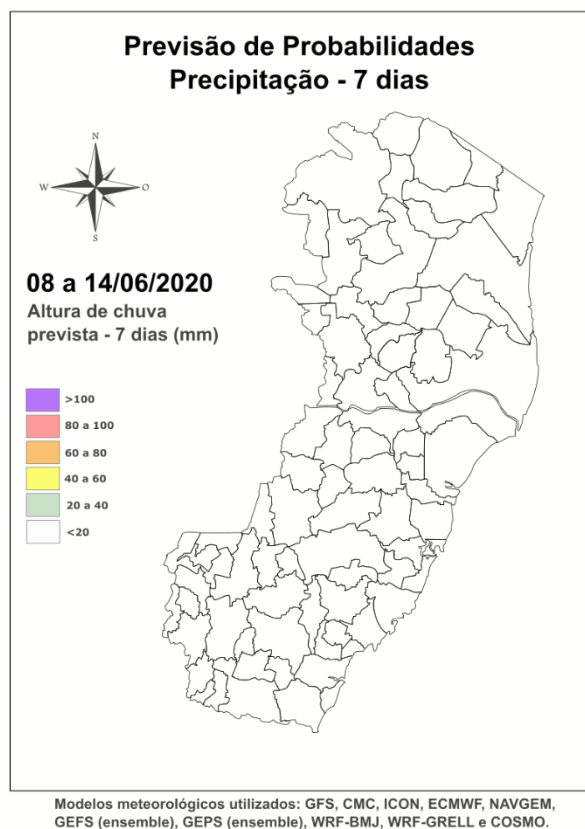 Previsão de Probabilidades
Precipitação - 7 dias
N
W
O
S
08 a 14/06/2020
Altura de chuva
prevista - 7 dias (mm)
>100
80 a 100
60 a 80
40 a 60
20 a 40
<20
Modelos meteorológicos utilizados: GFS, CMC, ICON, ECMWF, NAVGEM,
GEFS (ensemble), GEPS (ensemble), WRF-BMJ, WRF-GRELL e COSMO.